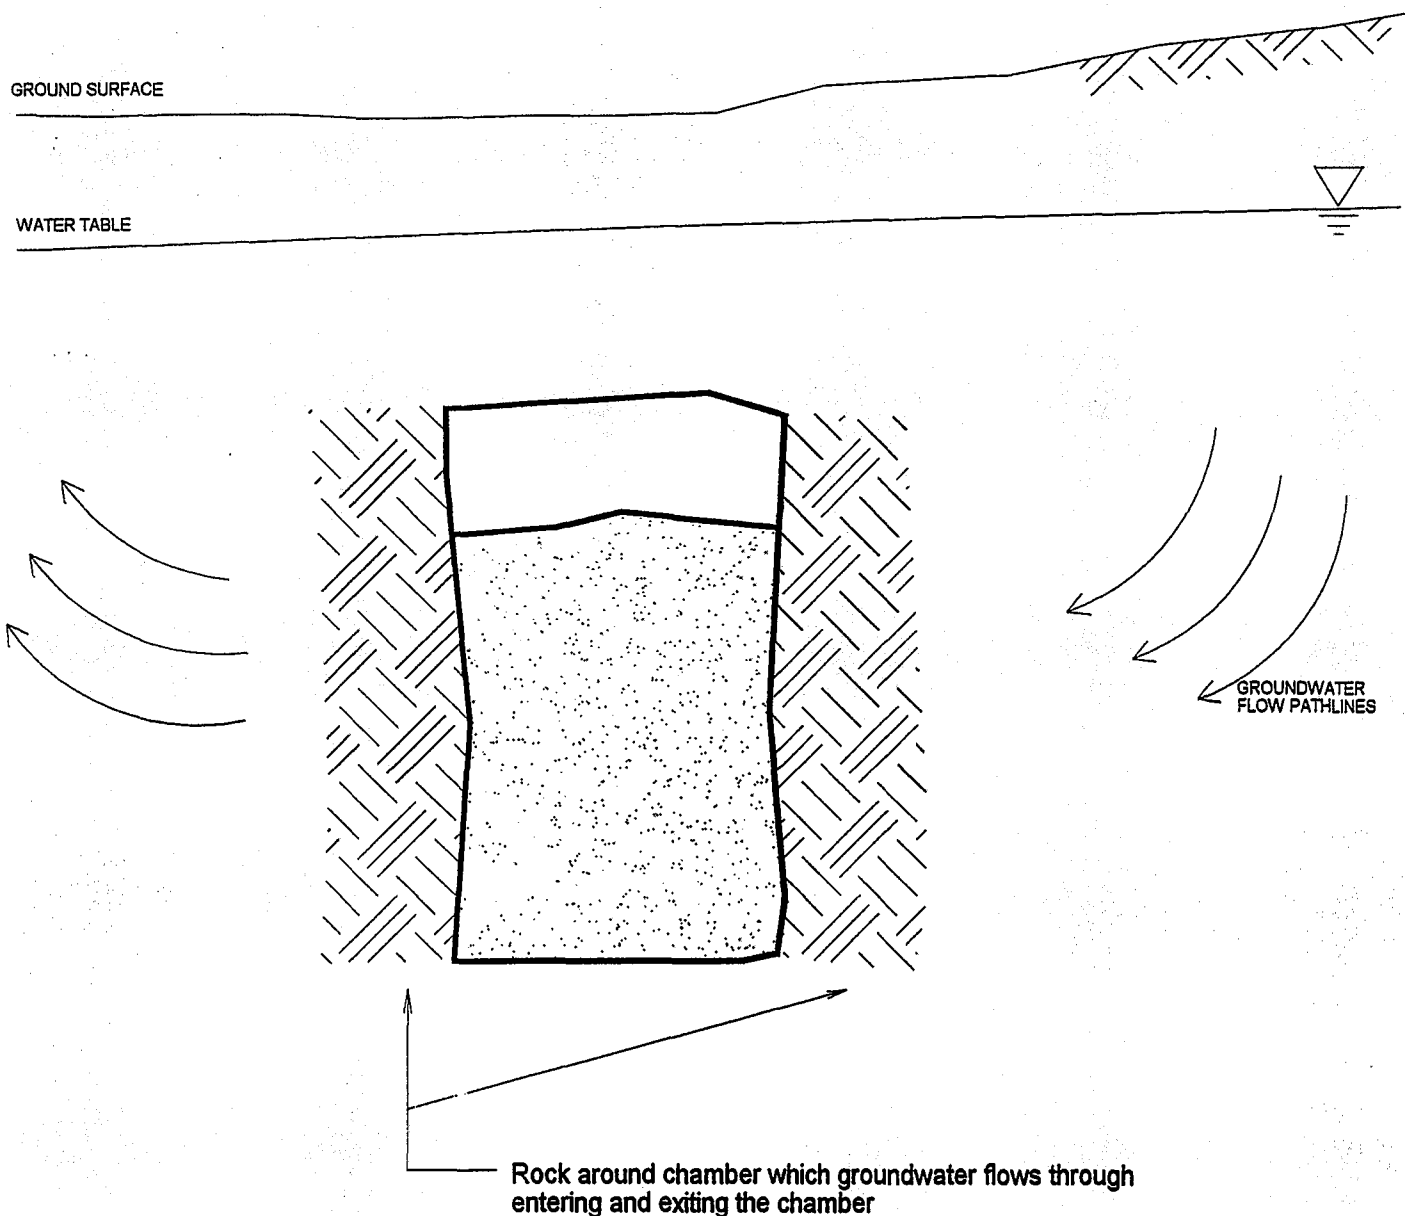 GROUND SURFACE
WATER TABLE
GROUNDWATER
FLOW PATHLINES
Rock around chamber which groundwater flows through
entering and exiting the chamber